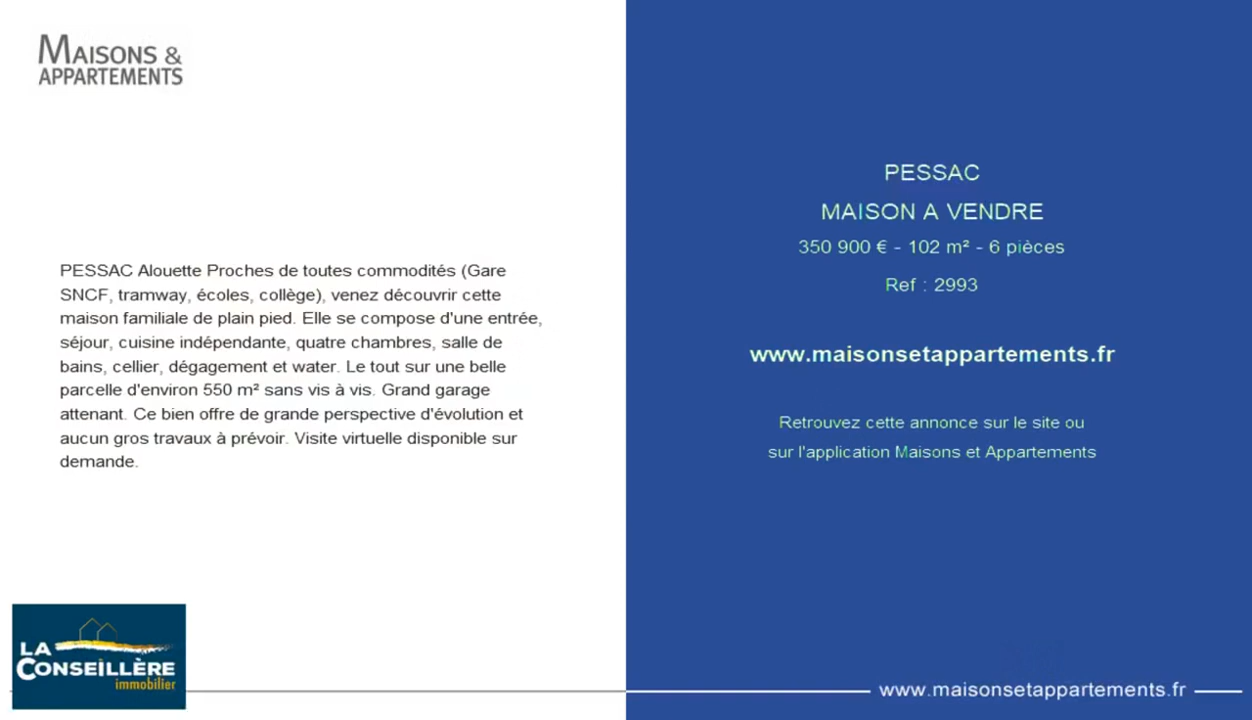 MAISONS &
APPARTEMENTS
PESSAC Alouette Proches de toutes commodités (Gare
SNCF, tramway, écoles, collège), venez découvrir cette
maison familiale de plain pied. Elle se compose d'une entrée,
séjour, cuisine indépendante, quatre chambres, salle de
bains, cellier, dégagement et water. Le tout sur une belle
parcelle d'environ 550 m² sans vis à vis. Grand garage
attenant. Ce bien offre de grande perspective d'évolution et
aucun gros travaux à prévoir. Visite virtuelle disponible sur
demande.
LA
CONSEILLÈRE
immobilier
PESSAC
MAISON A VENDRE
350 900 € - 102 m² - 6 pièces
Ref : 2993
www.maisonsetappartements.fr
Retrouvez cette annonce sur le site ou
sur l'application Maisons et Appartements
www.maisonsetappartements.fr